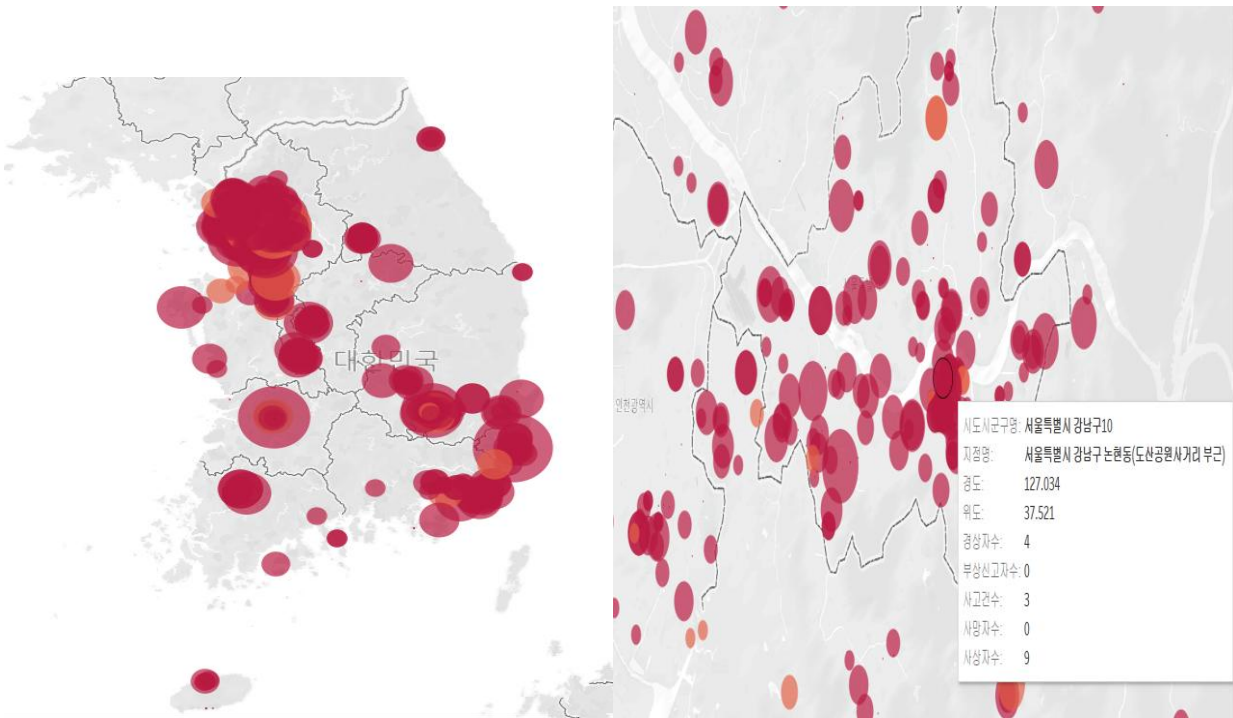 대한민국
인천광역시
시도시군구명: 서울특별시 강남구10
지점명: 서울특별시 강남구 논현동(도산공원사거리 부근)
경도: 127.034
위도: 37.521
경상자수: 4
부상신고자수: 0
사고건수: 3
사망자수: 0
사상자수: 9